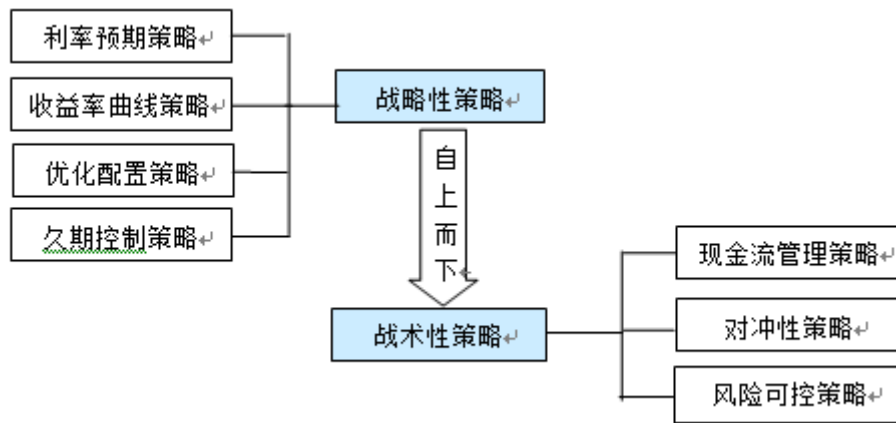 利率预期策略
收益率曲线策略
优化配置策略
久期控制策略
战略性策略
自上而下
战术性策略
现金流管理策略
对冲性策略
风险可控策略